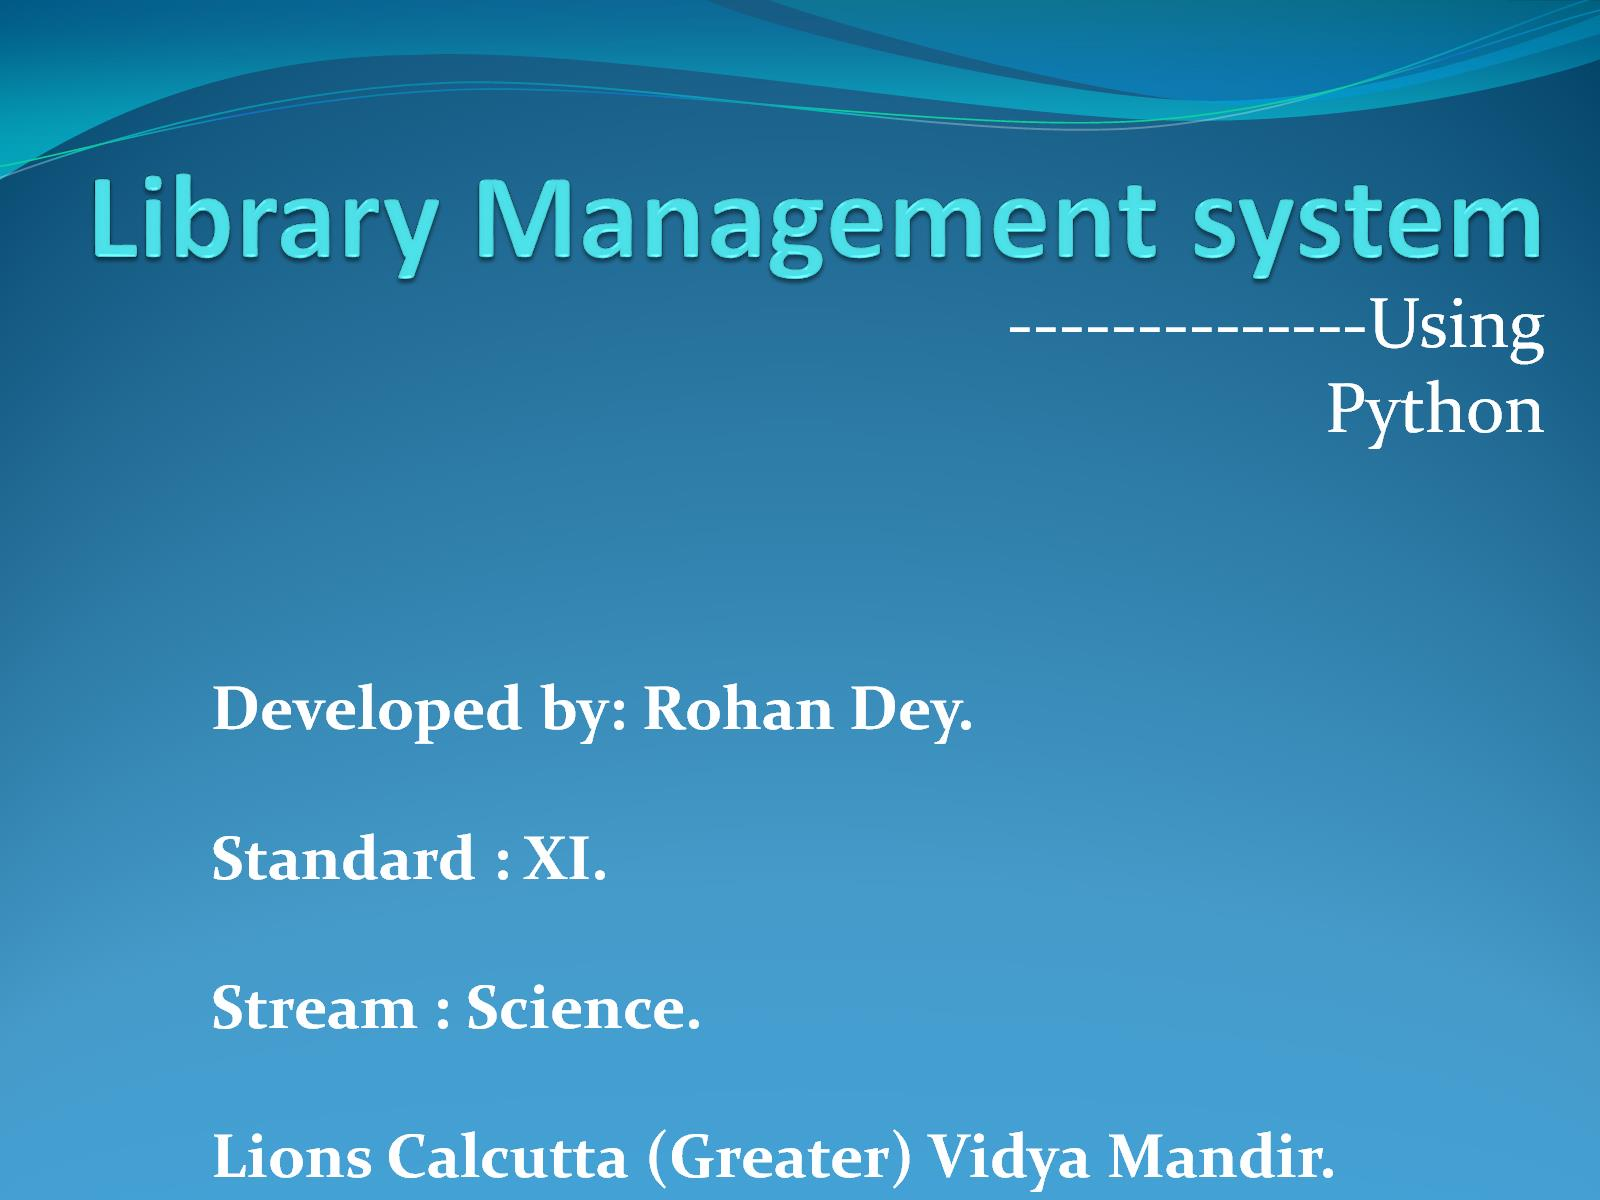 Library Management system
--------------Using
Python
Developed by: Rohan Dey.
Standard : XI.
Stream : Science.
Lions Calcutta (Greater) Vidya Mandir.